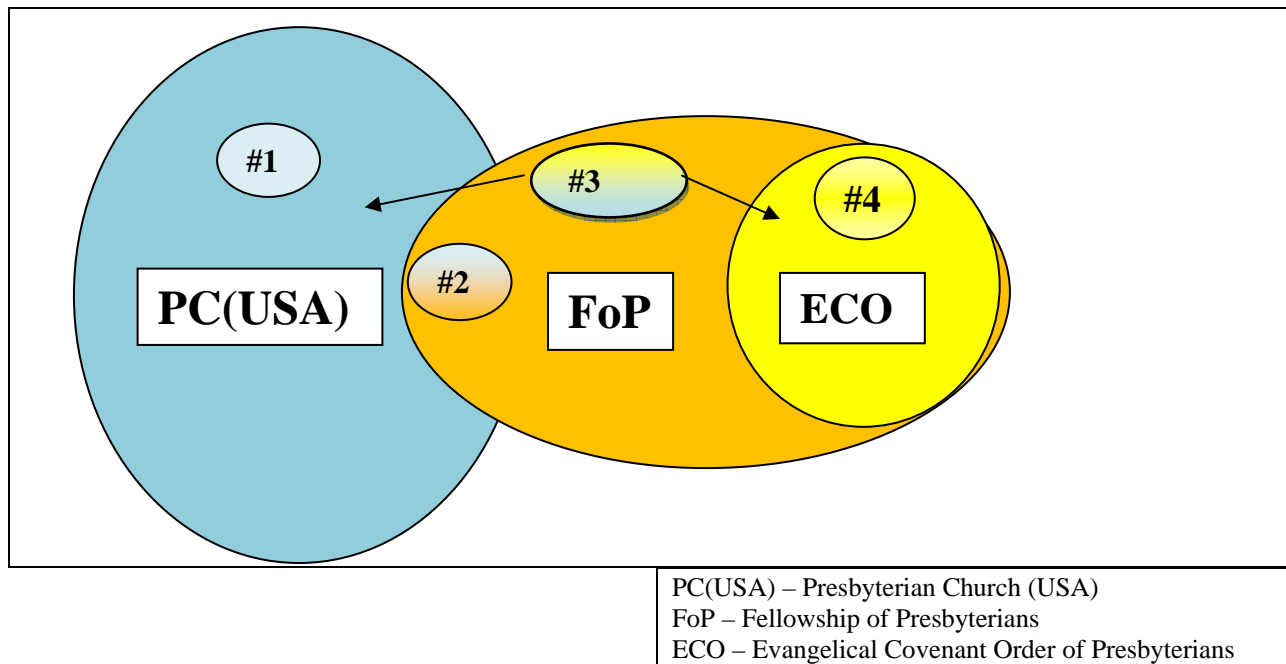 #1
#3
#4
#2
PC(USA)
FoP
ECO
PC(USA) – Presbyterian Church (USA)
FoP – Fellowship of Presbyterians
ECO – Evangelical Covenant Order of Presbyterians